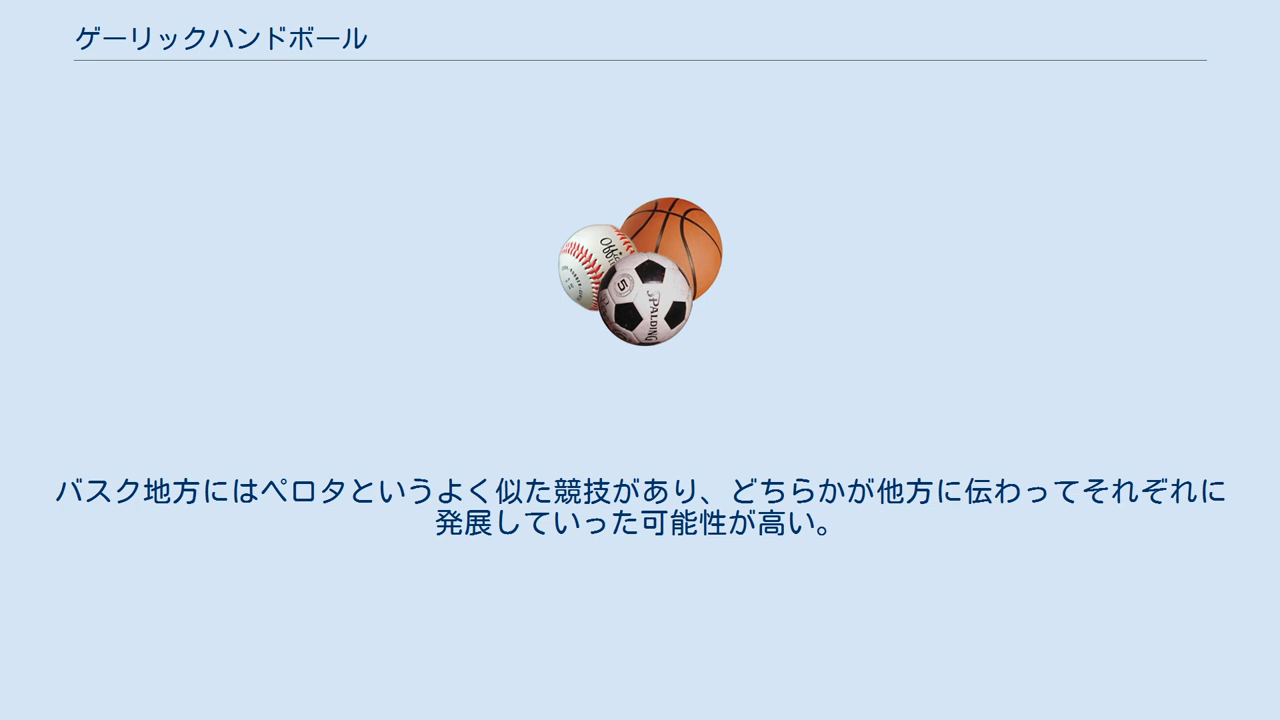 ゲーリックハンドボール
Offici
5
SPALDING
バスク地方にはペロタというよく似た競技があり、どちらかが他方に伝わってそれぞれに
発展していった可能性が高い。